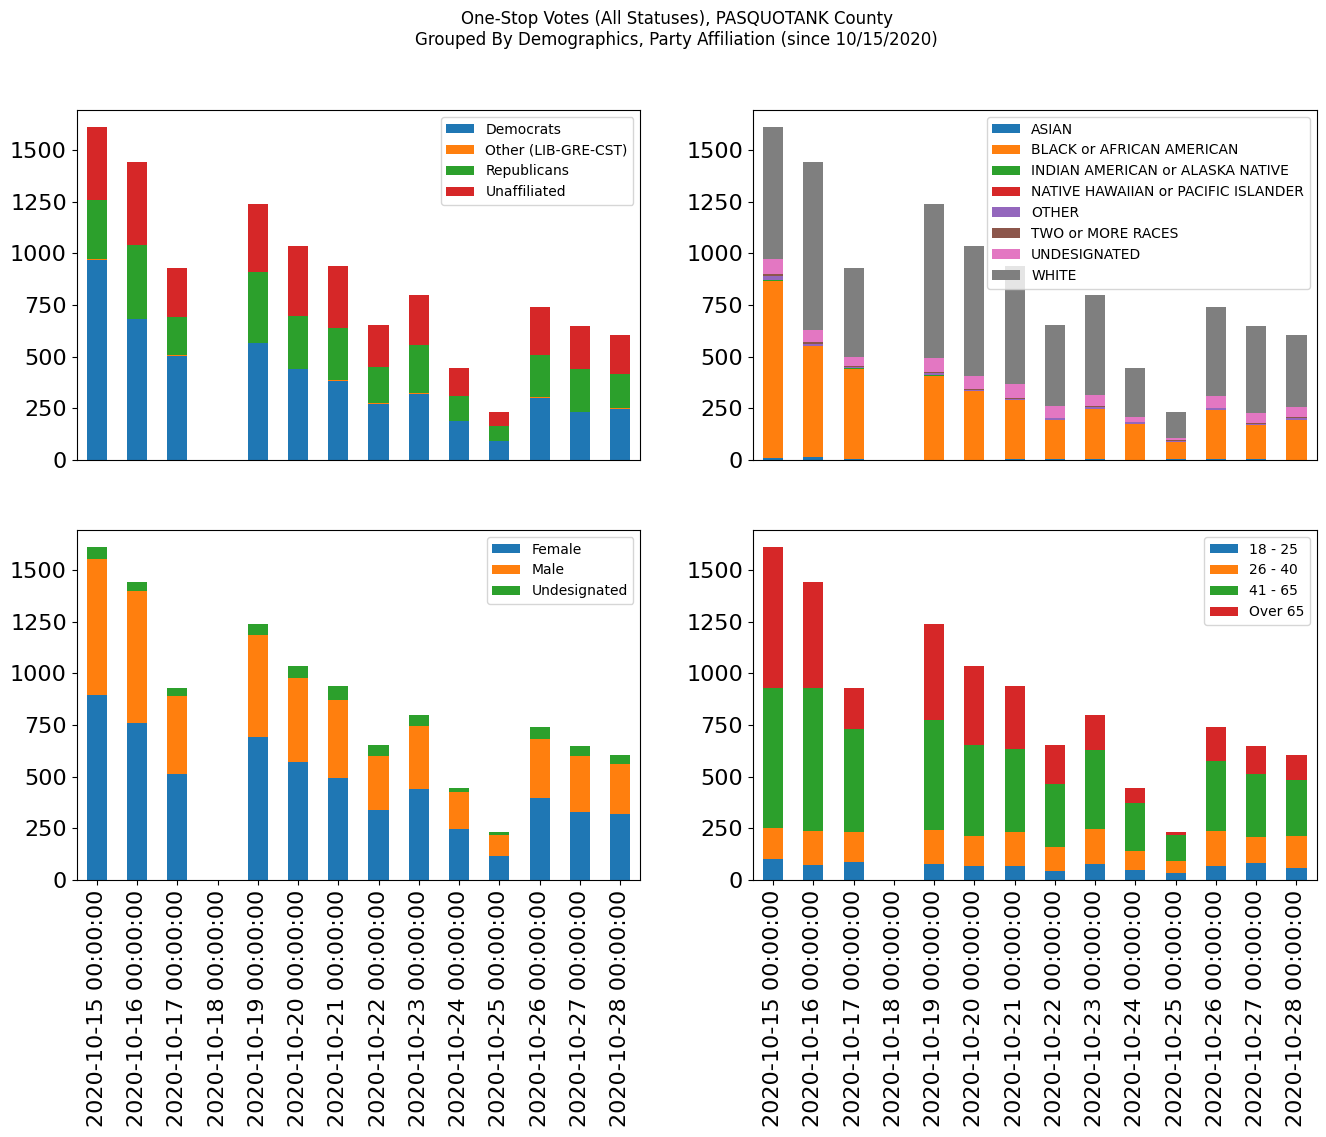 One-Stop Votes (All Statuses), PASQUOTANK County
Grouped By Demographics, Party Affiliation (since 10/15/2020)
1500
1250
1000
750
500
250
0
Democrats
Other (LIB-GRE-CST)
Republicans
Unaffiliated
1500
1250
1000
750
500
250
0
ASIAN
BLACK or AFRICAN AMERICAN
INDIAN AMERICAN or ALASKA NATIVE
NATIVE HAWAIIAN or PACIFIC ISLANDER
OTHER
TWO or MORE RACES
UNDESIGNATED
WHITE
1500
1250
1000
750
500
250
0
Female
Male
Undesignated
2020-10-15 00:00:00
2020-10-16 00:00:00
2020-10-17 00:00:00
2020-10-18 00:00:00
2020-10-19 00:00:00
2020-10-20 00:00:00
2020-10-21 00:00:00
2020-10-22 00:00:00
2020-10-23 00:00:00
2020-10-24 00:00:00
2020-10-25 00:00:00
2020-10-26 00:00:00
2020-10-27 00:00:00
2020-10-28 00:00:00
1500
1250
1000
750
500
250
0
18 - 25
26 - 40
41 - 65
Over 65
2020-10-15 00:00:00
2020-10-16 00:00:00
2020-10-17 00:00:00
2020-10-18 00:00:00
2020-10-19 00:00:00
2020-10-20 00:00:00
2020-10-21 00:00:00
2020-10-22 00:00:00
2020-10-23 00:00:00
2020-10-24 00:00:00
2020-10-25 00:00:00
2020-10-26 00:00:00
2020-10-27 00:00:00
2020-10-28 00:00:00